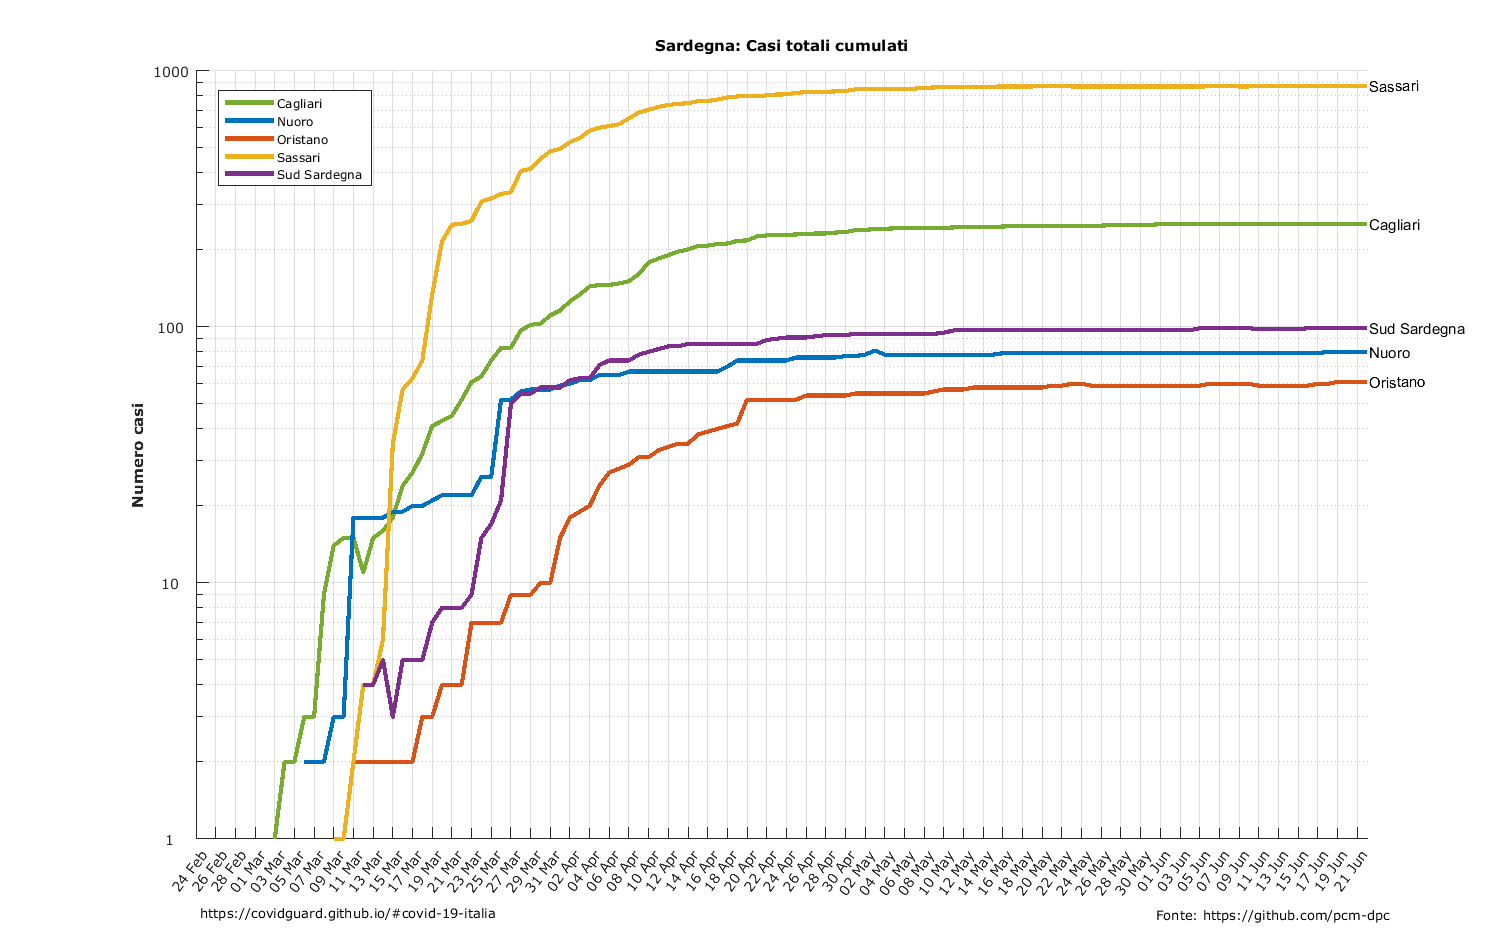 Sardegna: Casi totali cumulati
1000
100
10
1
Numero casi
Cagliari
Nuoro
Oristano
Sassari
Sud Sardegna
Sassari
Cagliari
Sud Sardegna
Nuoro
Oristano
24 Feb
26 Feb
28 Feb
01 Mar
03 Mar
05 Mar
07 Mar
09 Mar
11 Mar
13 Mar
15 Mar
17 Mar
19 Mar
21 Mar
23 Mar
25 Mar
27 Mar
29 Mar
31 Mar
02 Apr
04 Apr
06 Apr
08 Apr
10 Apr
12 Apr
14 Apr
16 Apr
18 Apr
20 Apr
22 Apr
24 Apr
26 Apr
28 Apr
30 Apr
02 May
04 May
06 May
08 May
10 May
12 May
14 May
16 May
18 May
20 May
22 May
24 May
26 May
28 May
30 May
01 Jun
03 Jun
05 Jun
07 Jun
09 Jun
11 Jun
13 Jun
15 Jun
17 Jun
19 Jun
21 Jun
https://covidguard.github.io/#covid-19-italia
Fonte: https://github.com/pcm-dpc